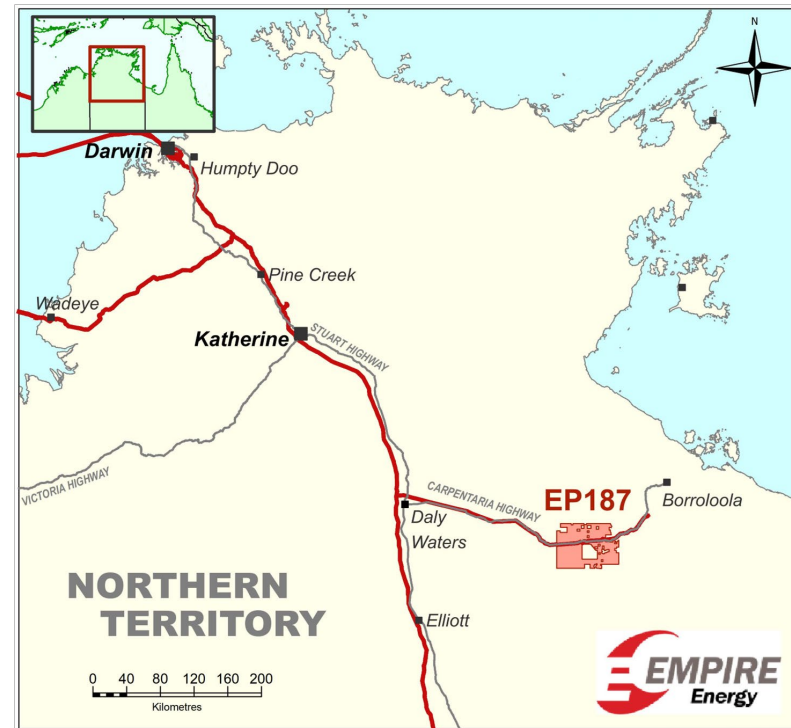 N
Darwin
Humpty Doo
Pine Creek
Wadeye
Katherine
STUART HIGHWAY
VICTORIA HIGHWAY
CARPENTARIA HIGHWAY
EP187
Borroloola
Daly
Waters
NORTHERN
TERRITORY
Elliott
0 40 80 120 160 200
Kilometres
EMPIRE
Energy